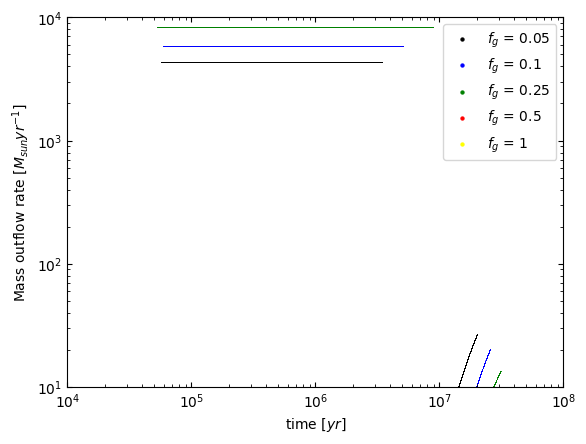 10^4
10^3
10^2
10^1
Mass outflow rate [M_{sun}yr^{-1}]
f_g = 0.05
f_g = 0.1
f_g = 0.25
f_g = 0.5
f_g = 1
10^4 10^5 10^6 10^7 10^8
time [yr]